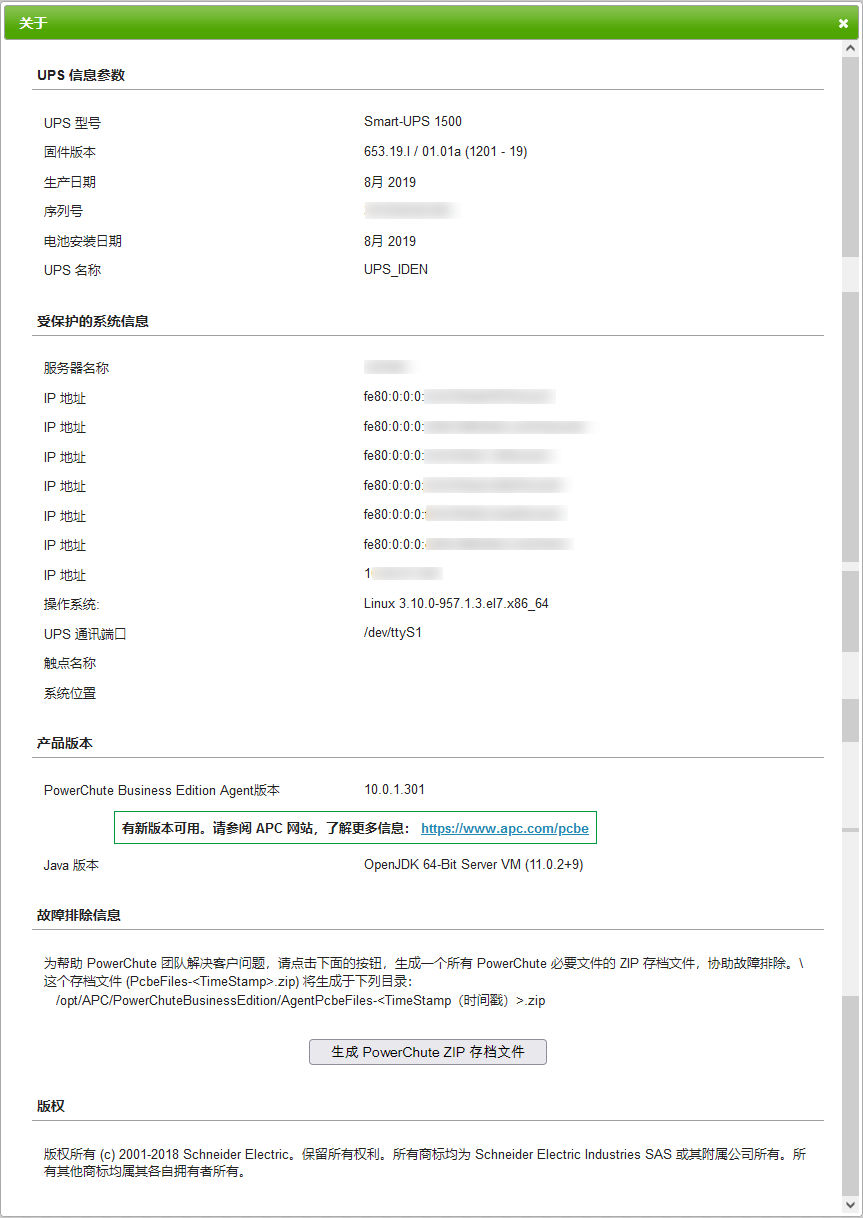 关于
UPS 信息参数
UPS 型号 Smart-UPS 1500
固件版本 653.19.I / 01.01a (1201 - 19)
生产日期 8月 2019
序列号
电池安装日期 8月 2019
UPS 名称 UPS_IDEN
受保护的系统信息
服务器名称
IP 地址 fe80:0:0:0:
IP 地址 fe80:0:0:0:
IP 地址 fe80:0:0:0:
IP 地址 fe80:0:0:0:
IP 地址 fe80:0:0:0:
IP 地址 fe80:0:0:0:
IP 地址 1
操作系统: Linux 3.10.0-957.1.3.el7.x86_64
UPS 通讯端口 /dev/ttyS1
触点名称
系统位置
产品版本
PowerChute Business Edition Agent版本 10.0.1.301
有新版本可用。请参阅 APC 网站，了解更多信息： https://www.apc.com/pcbe
Java 版本 OpenJDK 64-Bit Server VM (11.0.2+9)
故障排除信息
为帮助 PowerChute 团队解决客户问题，请点击下面的按钮，生成一个所有 PowerChute 必要文件的 ZIP 存档文件，协助故障排除。\
这个存档文件 (PcbeFiles-<TimeStamp>.zip) 将生成于下列目录：
/opt/APC/PowerChuteBusinessEdition/AgentPcbeFiles-<TimeStamp（时间戳）>.zip
生成 PowerChute ZIP 存档文件
版权
版权所有 (c) 2001-2018 Schneider Electric。保留所有权利。所有商标均为 Schneider Electric Industries SAS 或其附属公司所有。所
有其他商标均属其各自拥有者所有。